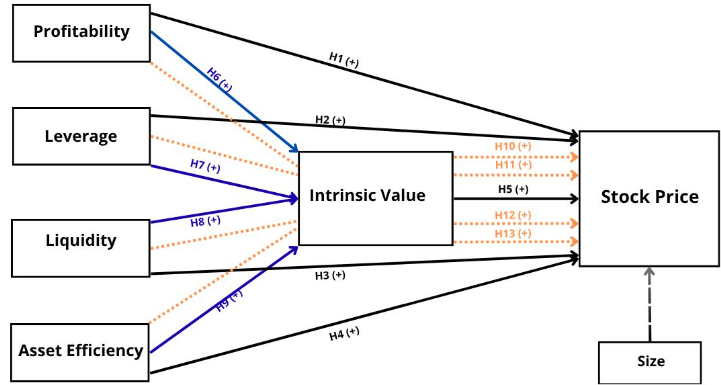 Profitability
H1 (+)
H6 (+)
H2 (+)
Leverage
H10 (+)
H11 (+)
H7 (+)
Intrinsic Value
H5 (+)
Stock Price
H8 (+)
H12 (+)
Liquidity
H13 (+)
H3 (+)
H9 (+)
H4 (+)
Asset Efficiency
Size